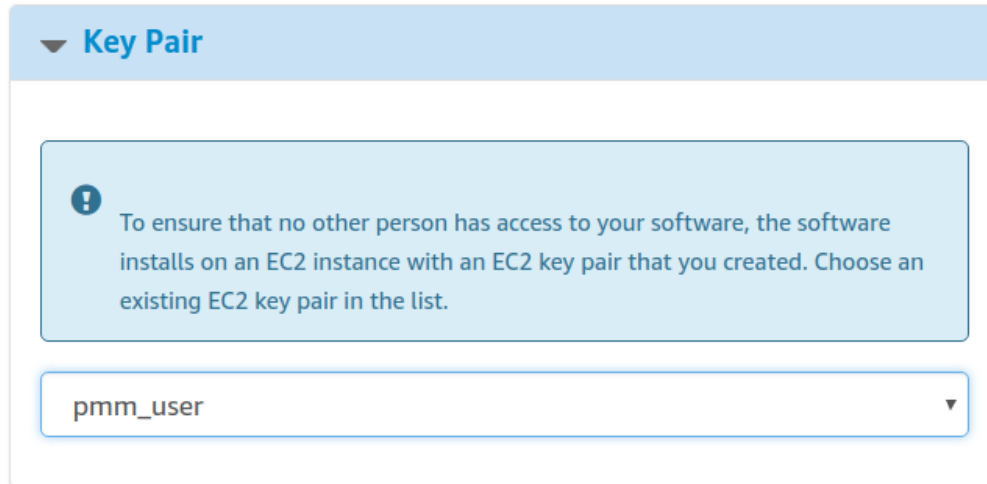 Key Pair
To ensure that no other person has access to your software, the software
installs on an EC2 instance with an EC2 key pair that you created. Choose an
existing EC2 key pair in the list.
pmm_user